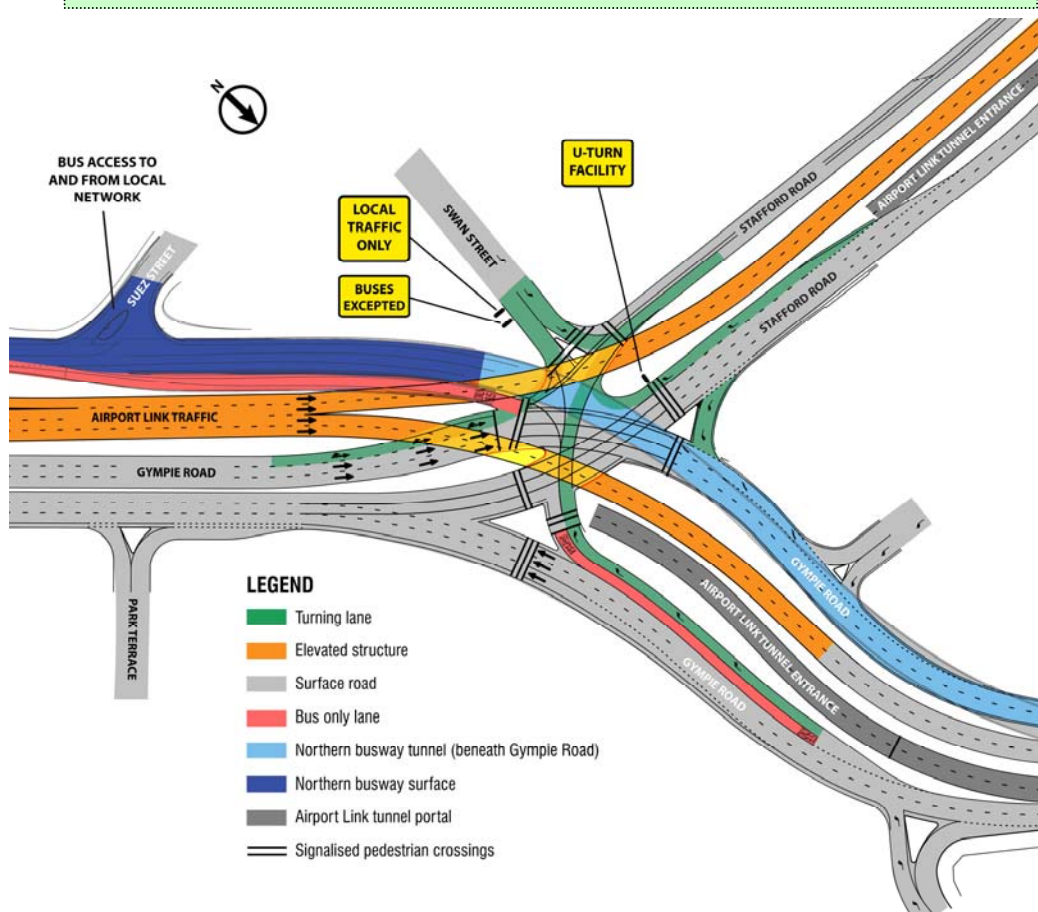 N
BUS ACCESS TO
AND FROM LOCAL
NETWORK
U-TURN
FACILITY
LOCAL
TRAFFIC
ONLY
BUSES
EXCEPTED
SWAN STREET
STAFFORD ROAD
AIRPORT LINK TUNNEL ENTRANCE
STAFFORD ROAD
SUEZ STREET
AIRPORT LINK TRAFFIC
GYMPIE ROAD
PARK TERRACE
GYMPIE ROAD
AIRPORT LINK TUNNEL ENTRANCE
GYMPIE ROAD
LEGEND
Turning lane
Elevated structure
Surface road
Bus only lane
Northern busway tunnel (beneath Gympie Road)
Northern busway surface
Airport Link tunnel portal
Signalised pedestrian crossings